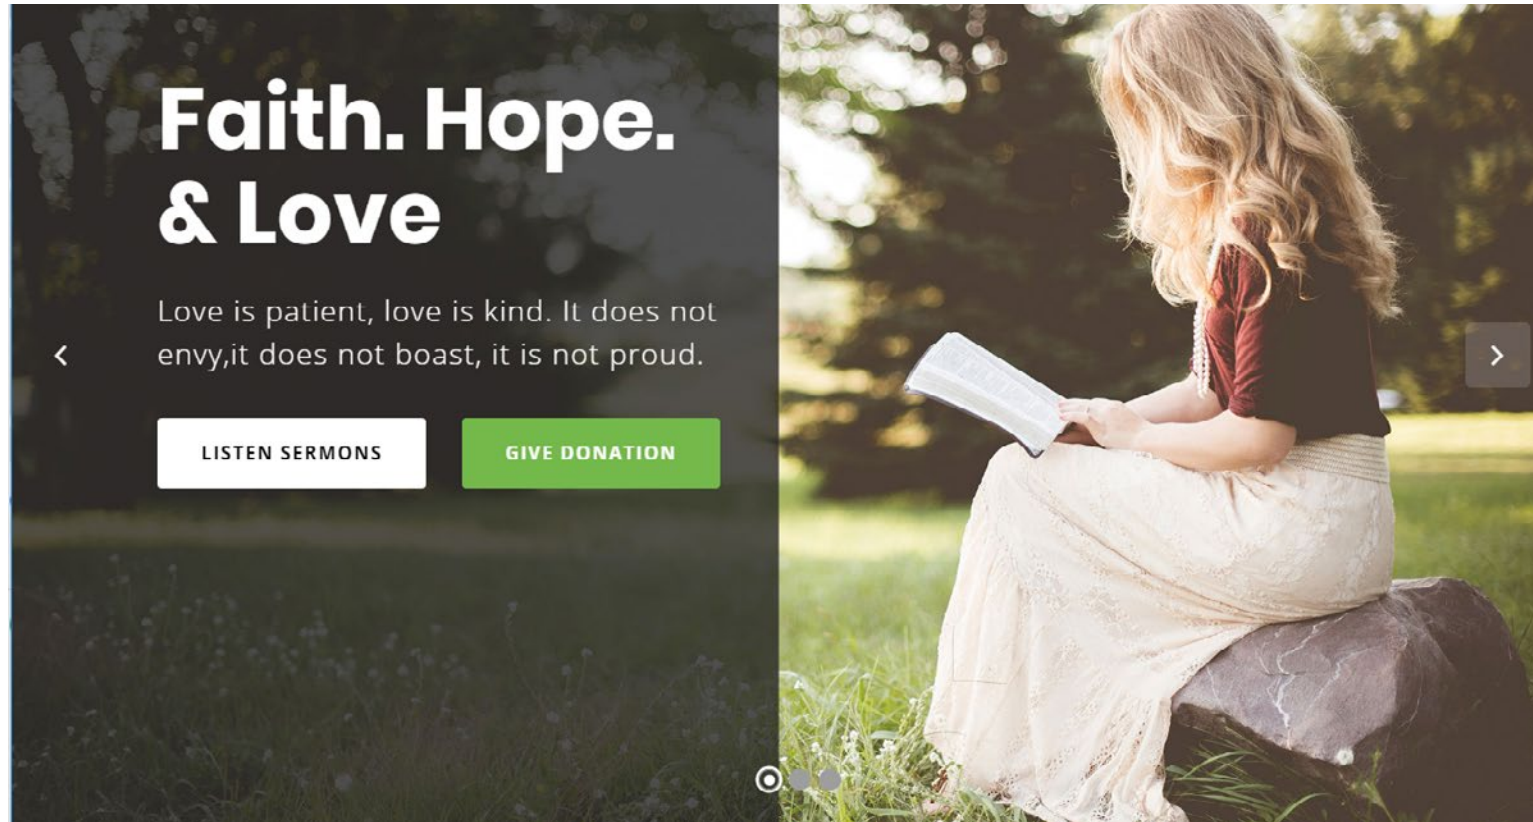 Faith. Hope.
& Love
Love is patient, love is kind. It does not
envy,it does not boast, it is not proud.
LISTEN SERMONS
GIVE DONATION